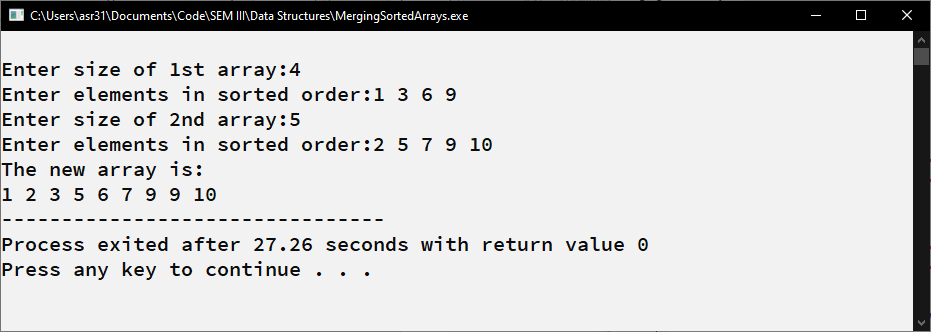 C:\Users\asr31\Documents\Code\SEM III\Data Structures\MergingSortedArrays.exe
Enter size of 1st array:4
Enter elements in sorted order:1 3 6 9
Enter size of 2nd array:5
Enter elements in sorted order:2 5 7 9 10
The new array is:
1 2 3 5 6 7 9 9 10
--------------------------------
Process exited after 27.26 seconds with return value 0
Press any key to continue . . .